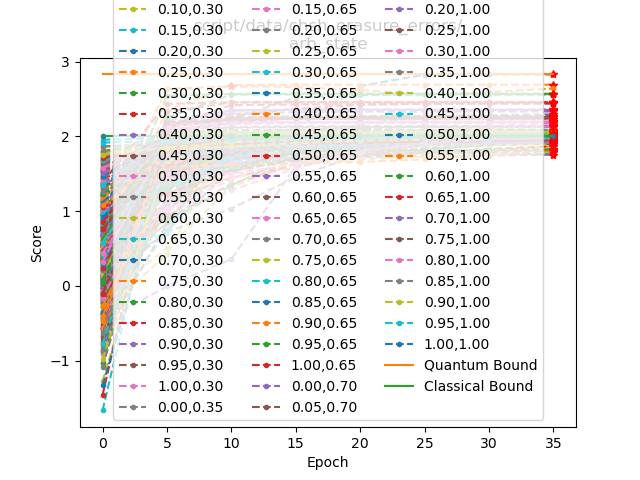 script/data/chsh_erasure_errors/
arb_state
0.10,0.30 0.15,0.65 0.20,1.00
0.15,0.30 0.20,0.65 0.25,1.00
0.20,0.30 0.25,0.65 0.30,1.00
0.25,0.30 0.30,0.65 0.35,1.00
0.30,0.30 0.35,0.65 0.40,1.00
0.35,0.30 0.40,0.65 0.45,1.00
0.40,0.30 0.45,0.65 0.50,1.00
0.45,0.30 0.50,0.65 0.55,1.00
0.50,0.30 0.55,0.65 0.60,1.00
0.55,0.30 0.60,0.65 0.65,1.00
0.60,0.30 0.65,0.65 0.70,1.00
0.65,0.30 0.70,0.65 0.75,1.00
0.70,0.30 0.75,0.65 0.80,1.00
0.75,0.30 0.80,0.65 0.85,1.00
0.80,0.30 0.85,0.65 0.90,1.00
0.85,0.30 0.90,0.65 0.95,1.00
0.90,0.30 0.95,0.65 1.00,1.00
0.95,0.30 1.00,0.65 Quantum Bound
1.00,0.30 0.00,0.70 Classical Bound
0.00,0.35 0.05,0.70
3
2
1
0
−1
Score
0 5 10 15 20 25 30 35
Epoch